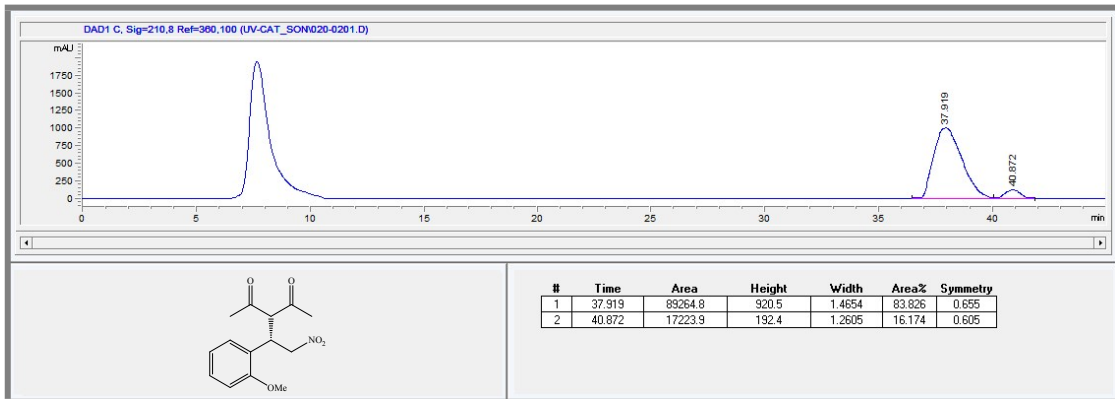 DAD1 C, Sig=210,8 Ref=360,100 (UV-CAT_SON\020-0201.D)
mAU
1750
1500
1250
1000
750
500
250
0
37.919
40.872
0 5 10 15 20 25 30 35 40 min
O O
NO2
OMe
# Time Area Height Width Area% Symmetry
1 37.919 89264.8 920.5 1.4654 83.826 0.655
2 40.872 17223.9 192.4 1.2605 16.174 0.605